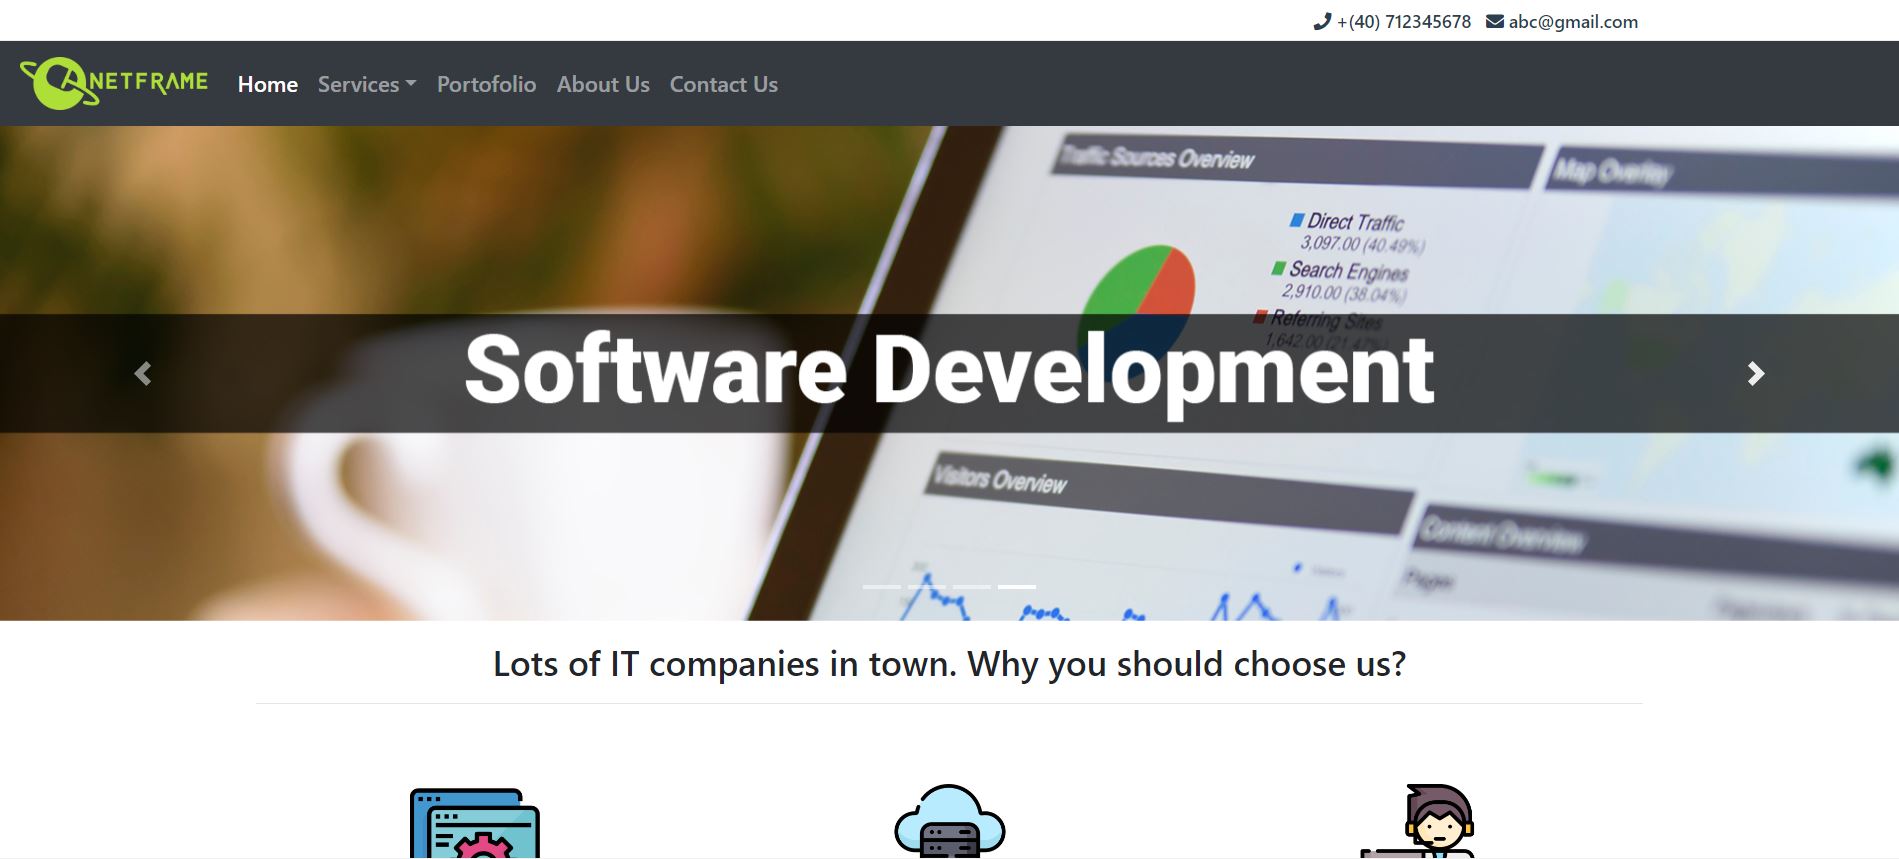 +(40) 712345678 abc@gmail.com
NETFRAME Home Services Portofolio About Us Contact Us
Traffic Sources Overview
Map Overlay
Direct Traffic
3,097.00 (40.49%)
Search Engines
2,910.00 (38.04%)
Referring Sites
1,642.00 (21.47%)
Software Development
Visitors Overview
Content Overview
Pages
Lots of IT companies in town. Why you should choose us?